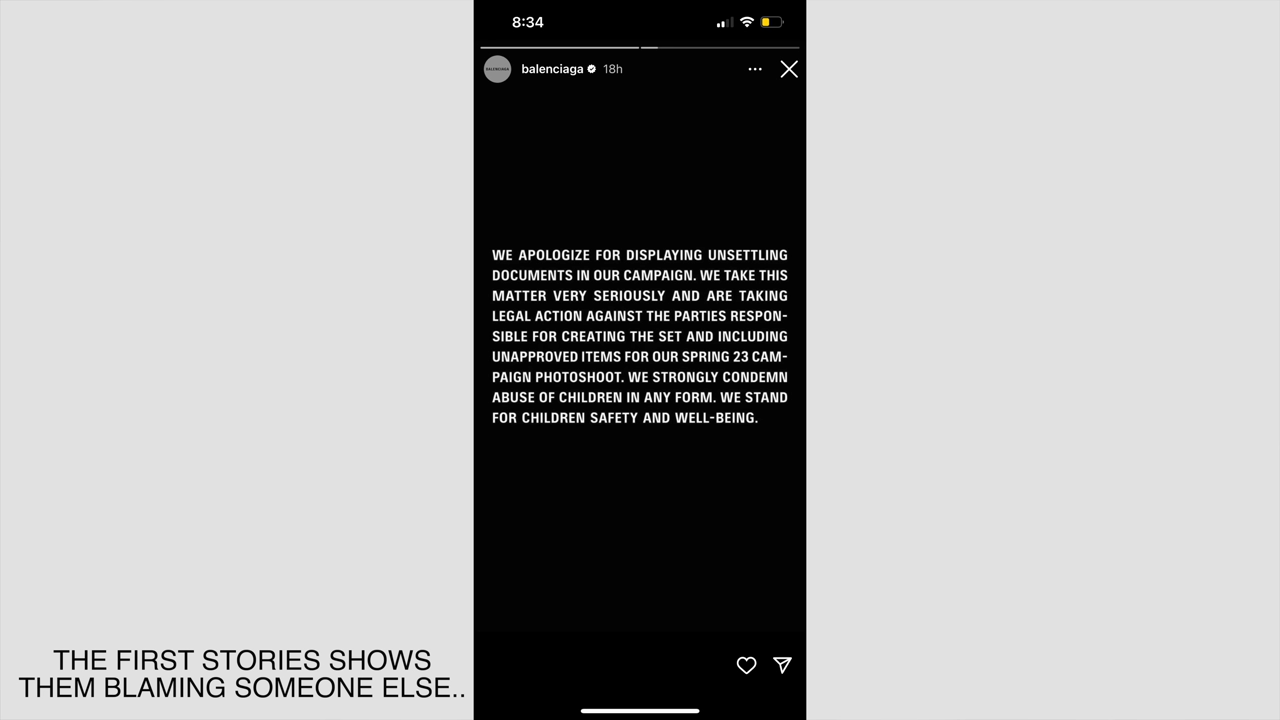 8:34
BALENCIAGA
balenciaga 18h
WE APOLOGIZE FOR DISPLAYING UNSETTLING
DOCUMENTS IN OUR CAMPAIGN. WE TAKE THIS
MATTER VERY SERIOUSLY AND ARE TAKING
LEGAL ACTION AGAINST THE PARTIES RESPON-
SIBLE FOR CREATING THE SET AND INCLUDING
UNAPPROVED ITEMS FOR OUR SPRING 23 CAM-
PAIGN PHOTOSHOOT. WE STRONGLY CONDEMN
ABUSE OF CHILDREN IN ANY FORM. WE STAND
FOR CHILDREN SAFETY AND WELL-BEING.
THE FIRST STORIES SHOWS
THEM BLAMING SOMEONE ELSE..